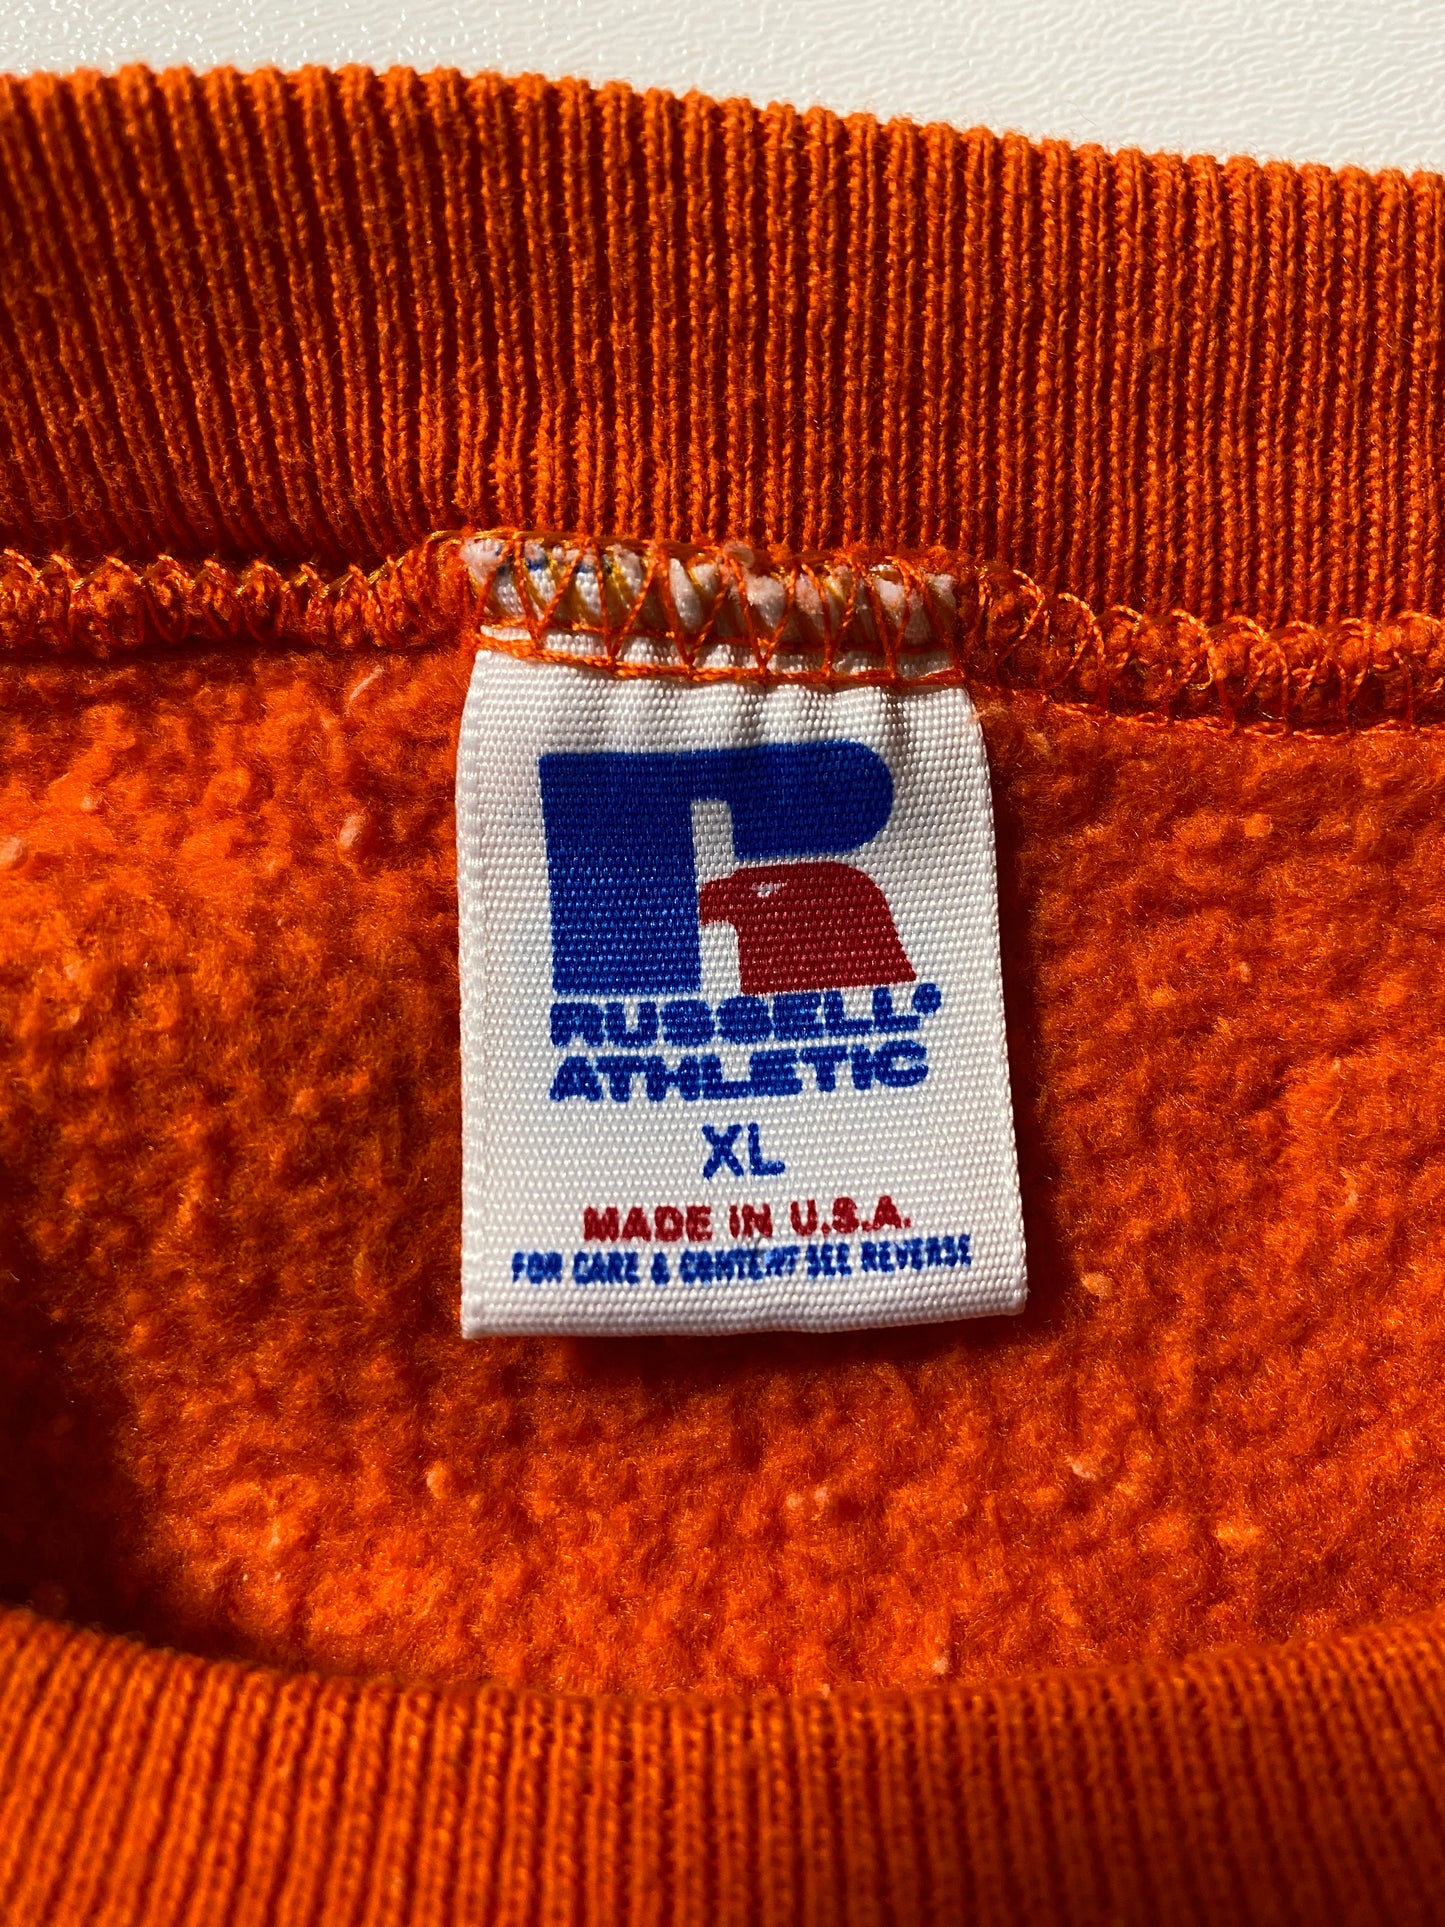 R
RUSSELL®
ATHLETIC
XL
MADE IN U.S.A.
FOR CARE & CONTENT SEE REVERSE